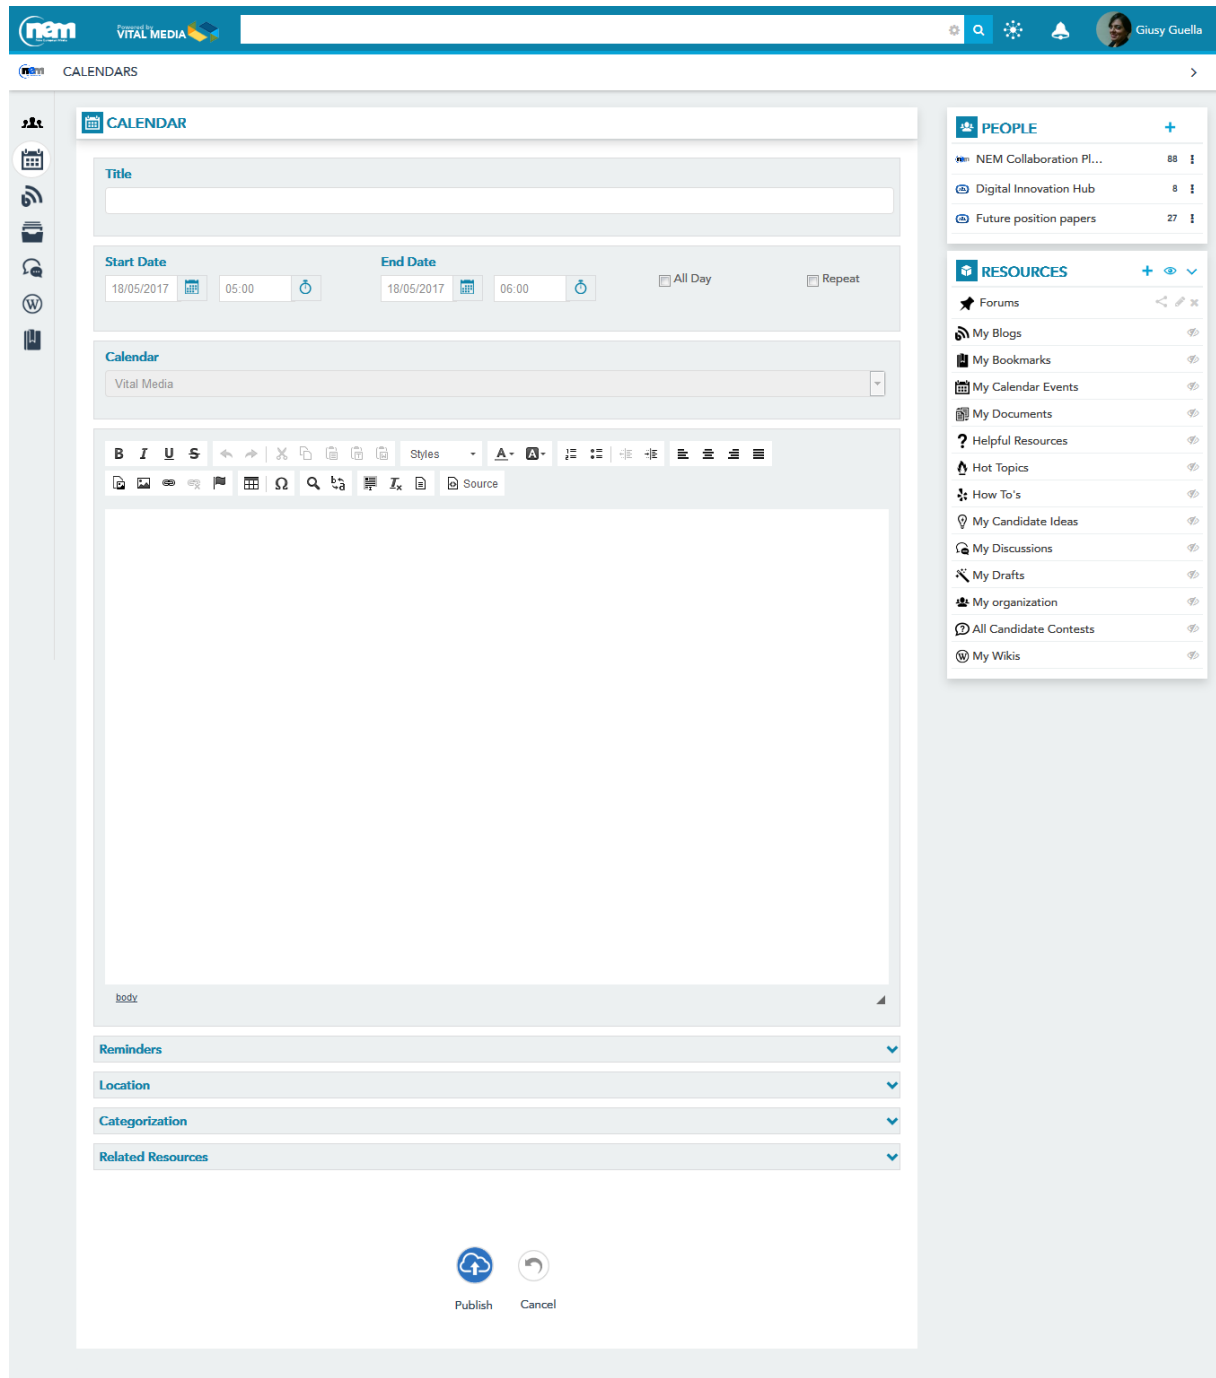 nem
Powered by
VITAL MEDIA
Giusy Guella
nem CALENDARS
CALENDAR
Title
Start Date
End Date
18/05/2017
05:00
18/05/2017
06:00
All Day
Repeat
Calendar
Vital Media
B I U S
Styles
A
A
Ω
Source
body
Reminders
Location
Categorization
Related Resources
Publish
Cancel
PEOPLE
NEM Collaboration Pl... 88
Digital Innovation Hub 8
Future position papers 27
RESOURCES
Forums
My Blogs
My Bookmarks
My Calendar Events
My Documents
Helpful Resources
Hot Topics
How To's
My Candidate Ideas
My Discussions
My Drafts
My organization
All Candidate Contests
My Wikis